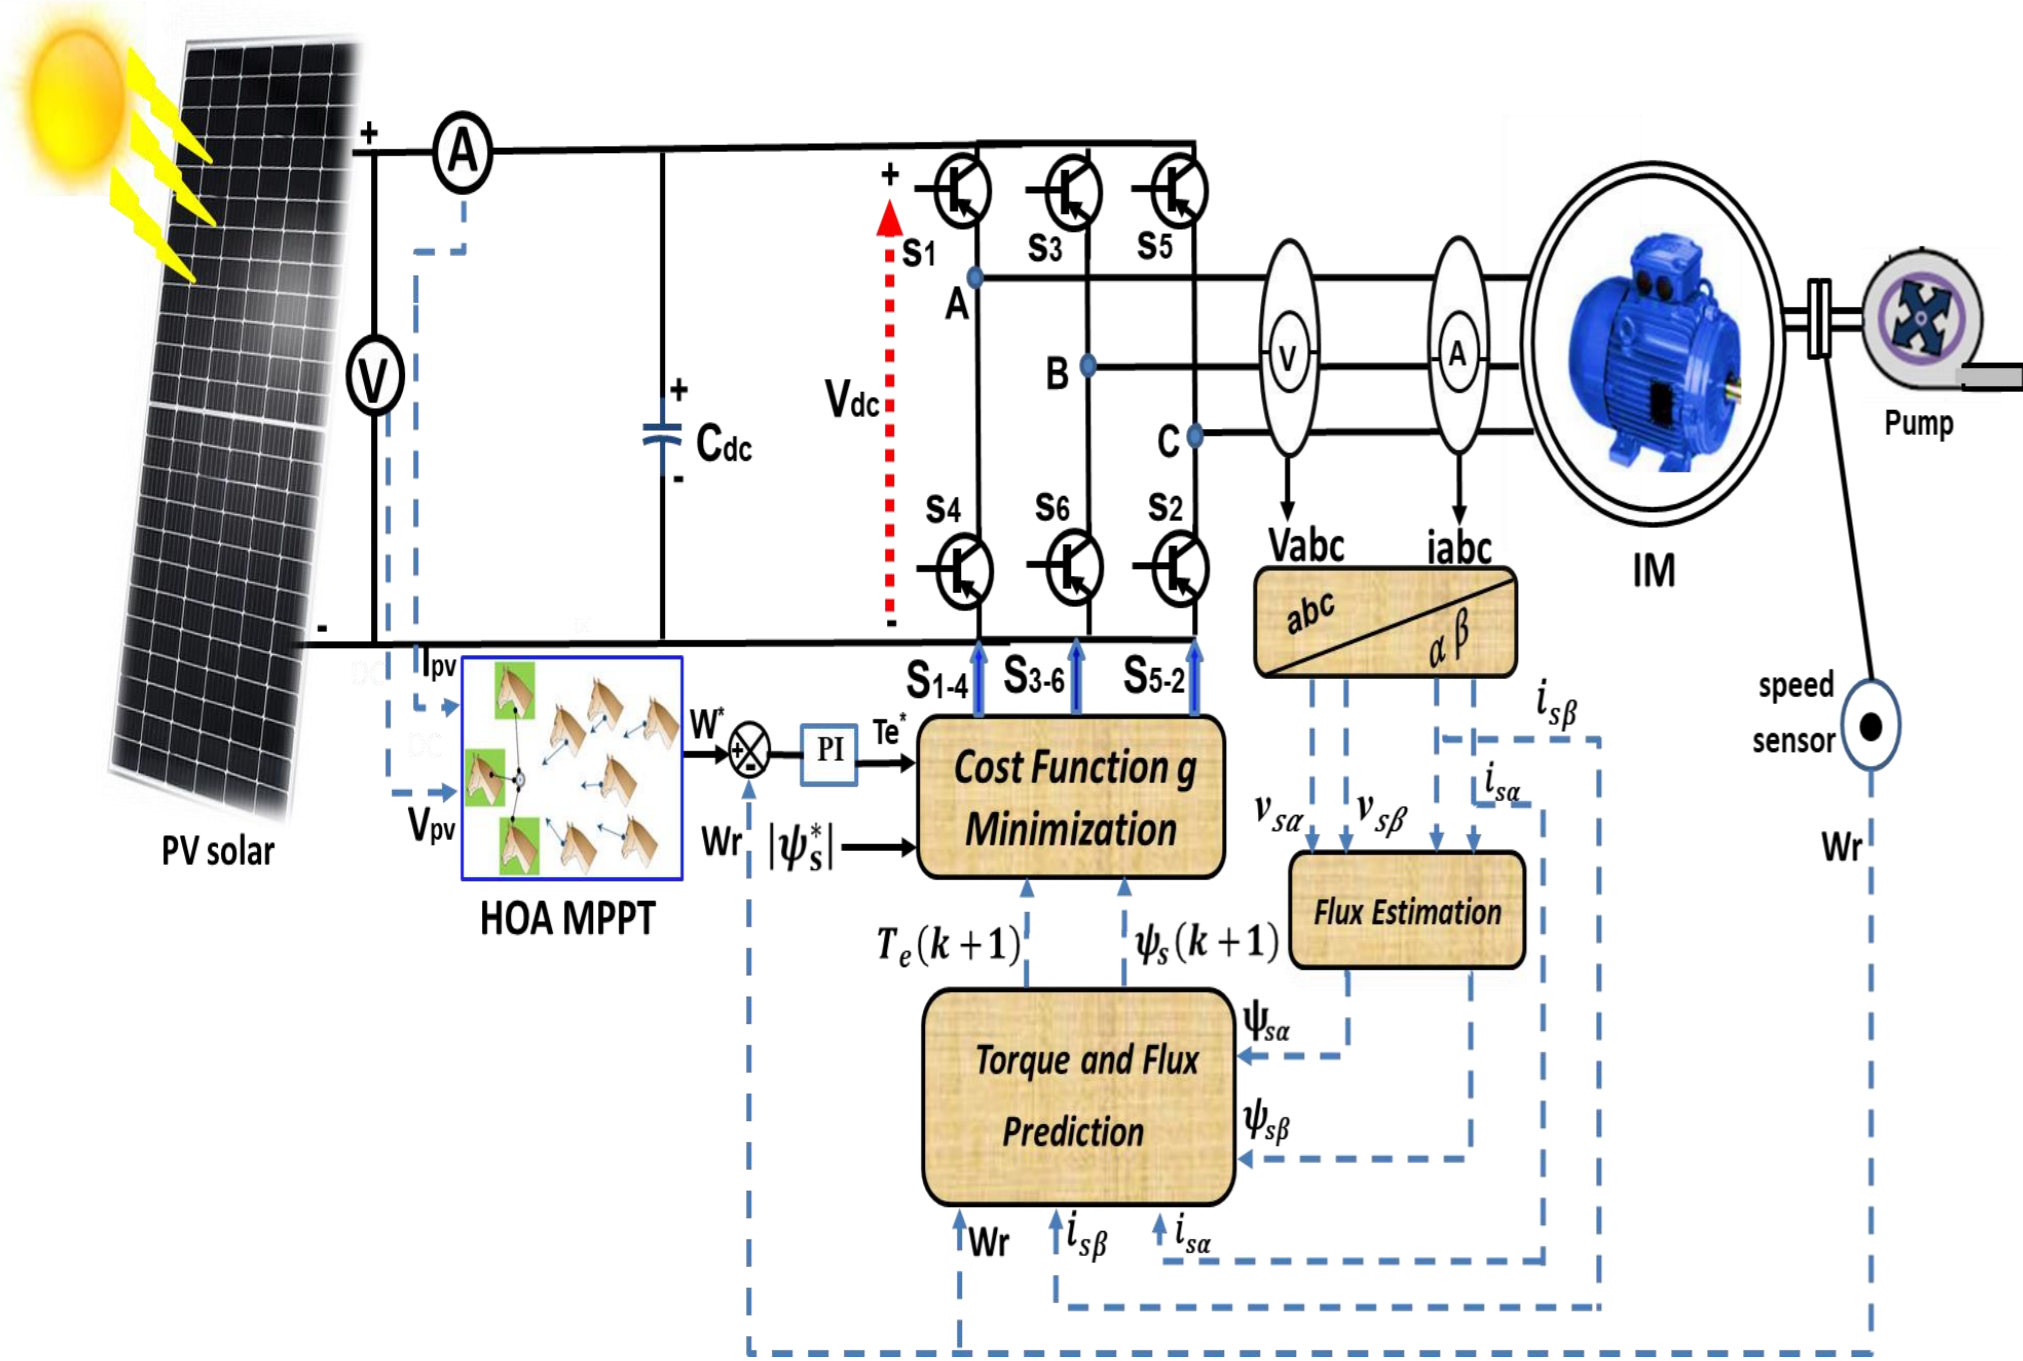 +
A
V
-
PV solar
+
Cdc
-
+
Vdc
-
S1
S3
S5
A
B
C
S4
S6
S2
V
A
Vabc
iabc
abc
α β
IM
Pump
speed
sensor
Wr
Ipv
Vpv
HOA MPPT
W*
+
-
Wr
PI
Te*
|ψs*|
S1-4
S3-6
S5-2
Cost Function g
Minimization
Te(k+1)
ψs(k+1)
vsα
vsβ
isβ
isα
Flux Estimation
ψsα
ψsβ
Torque and Flux
Prediction
Wr
isβ
isα
DC
DC